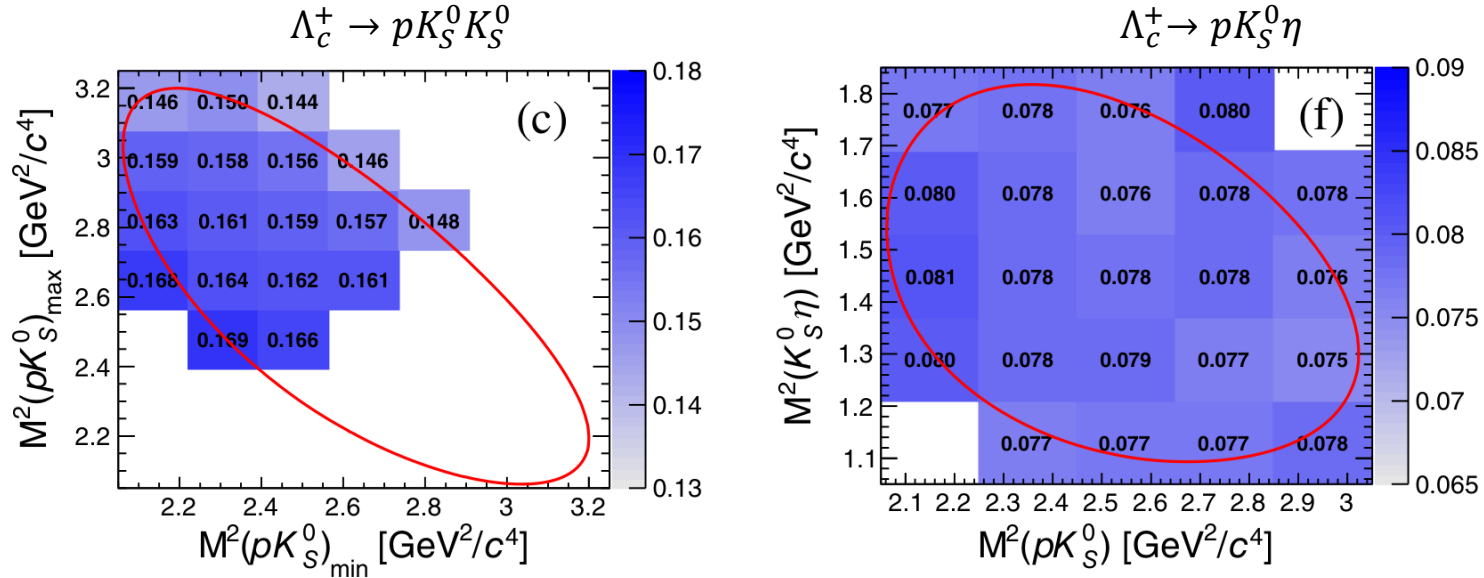 Λc+ → pKS0KS0
Λc+ → pKS0η
(c)
3.2
3
2.8
2.6
2.4
2.2
M2(pKS0)max [GeV2/c4]
0.146 0.150 0.144
0.159 0.158 0.156 0.146
0.163 0.161 0.159 0.157 0.148
0.168 0.164 0.162 0.161
0.169 0.166
2.2 2.4 2.6 2.8 3 3.2
M2(pKS0)min [GeV2/c4]
0.18
0.17
0.16
0.15
0.14
0.13
(f)
1.8
1.7
1.6
1.5
1.4
1.3
1.2
1.1
M2(KS0η) [GeV2/c4]
0.077 0.078 0.076 0.080
0.080 0.078 0.076 0.078 0.078
0.081 0.078 0.078 0.078 0.076
0.080 0.078 0.079 0.077 0.075
0.077 0.077 0.077 0.078
2.1 2.2 2.3 2.4 2.5 2.6 2.7 2.8 2.9 3
M2(pKS0) [GeV2/c4]
0.09
0.085
0.08
0.075
0.07
0.065